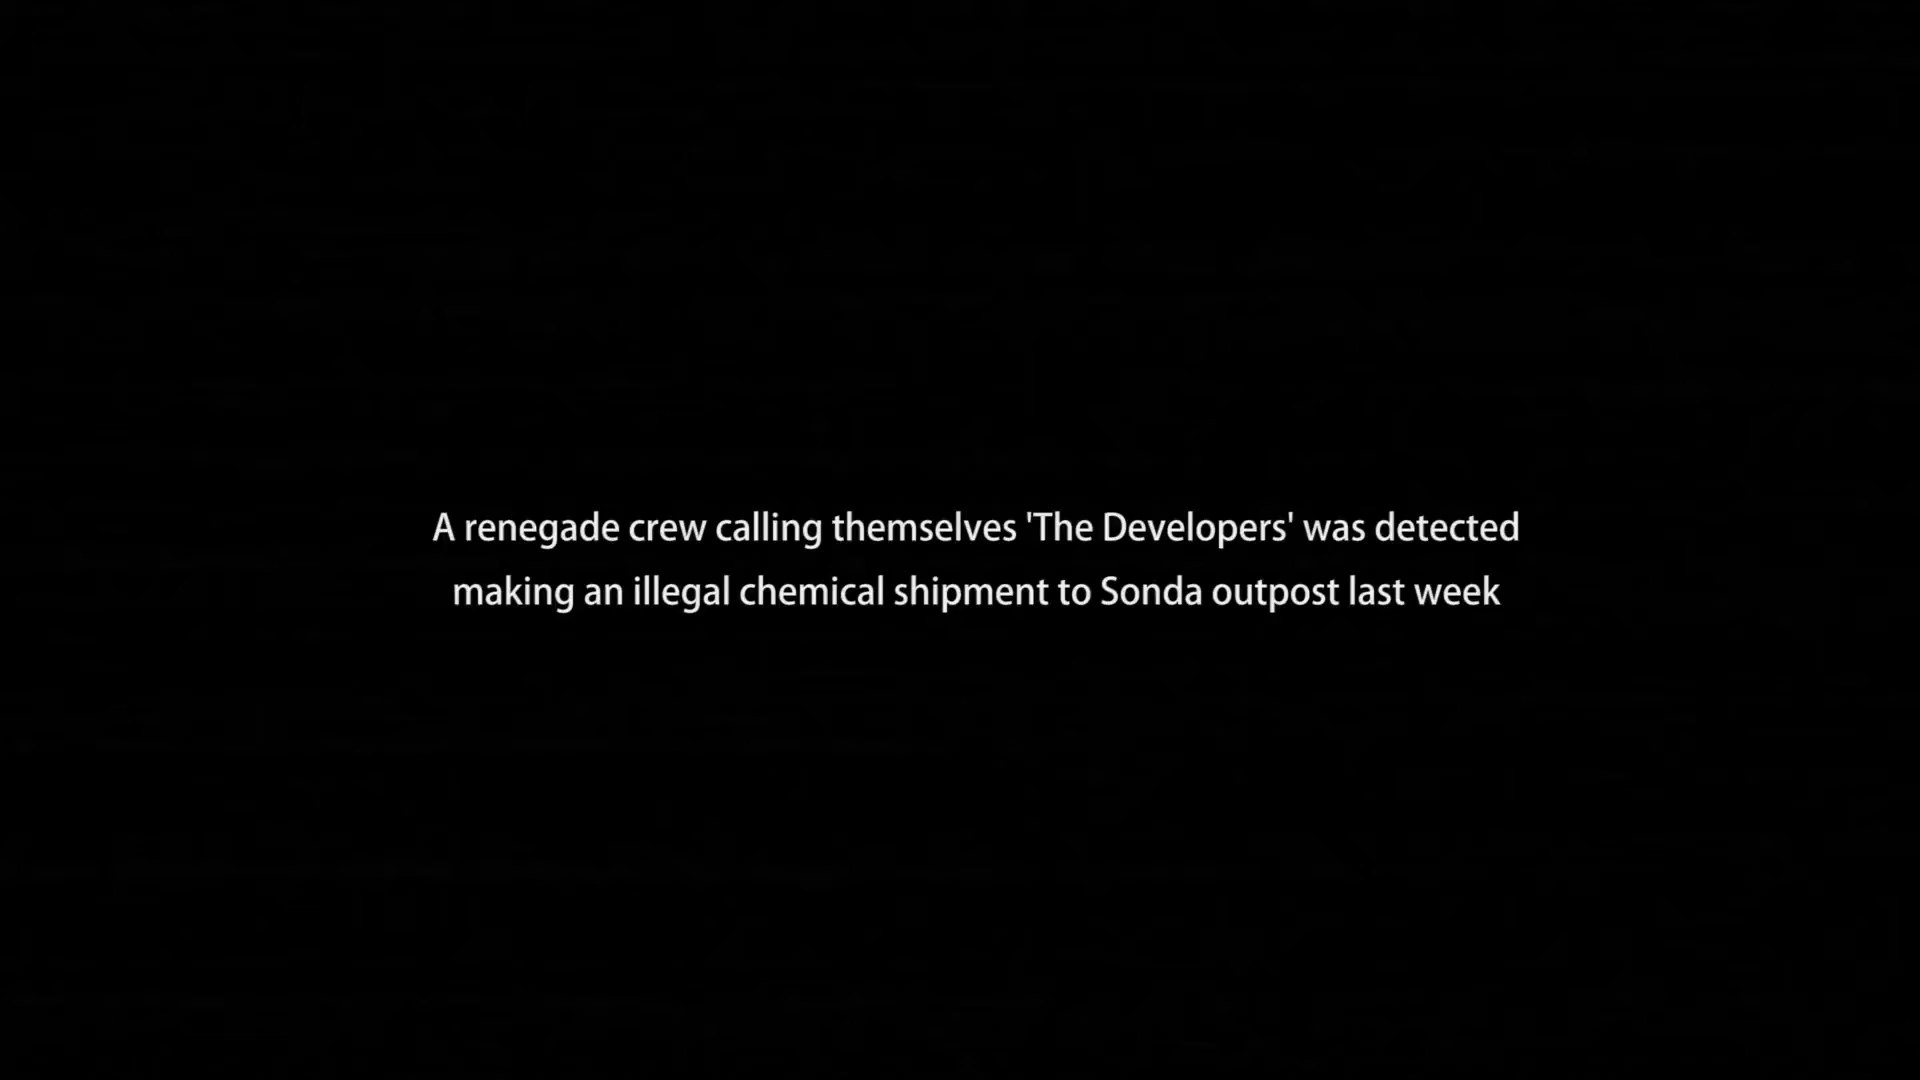 A renegade crew calling themselves 'The Developers' was detected
making an illegal chemical shipment to Sonda outpost last week